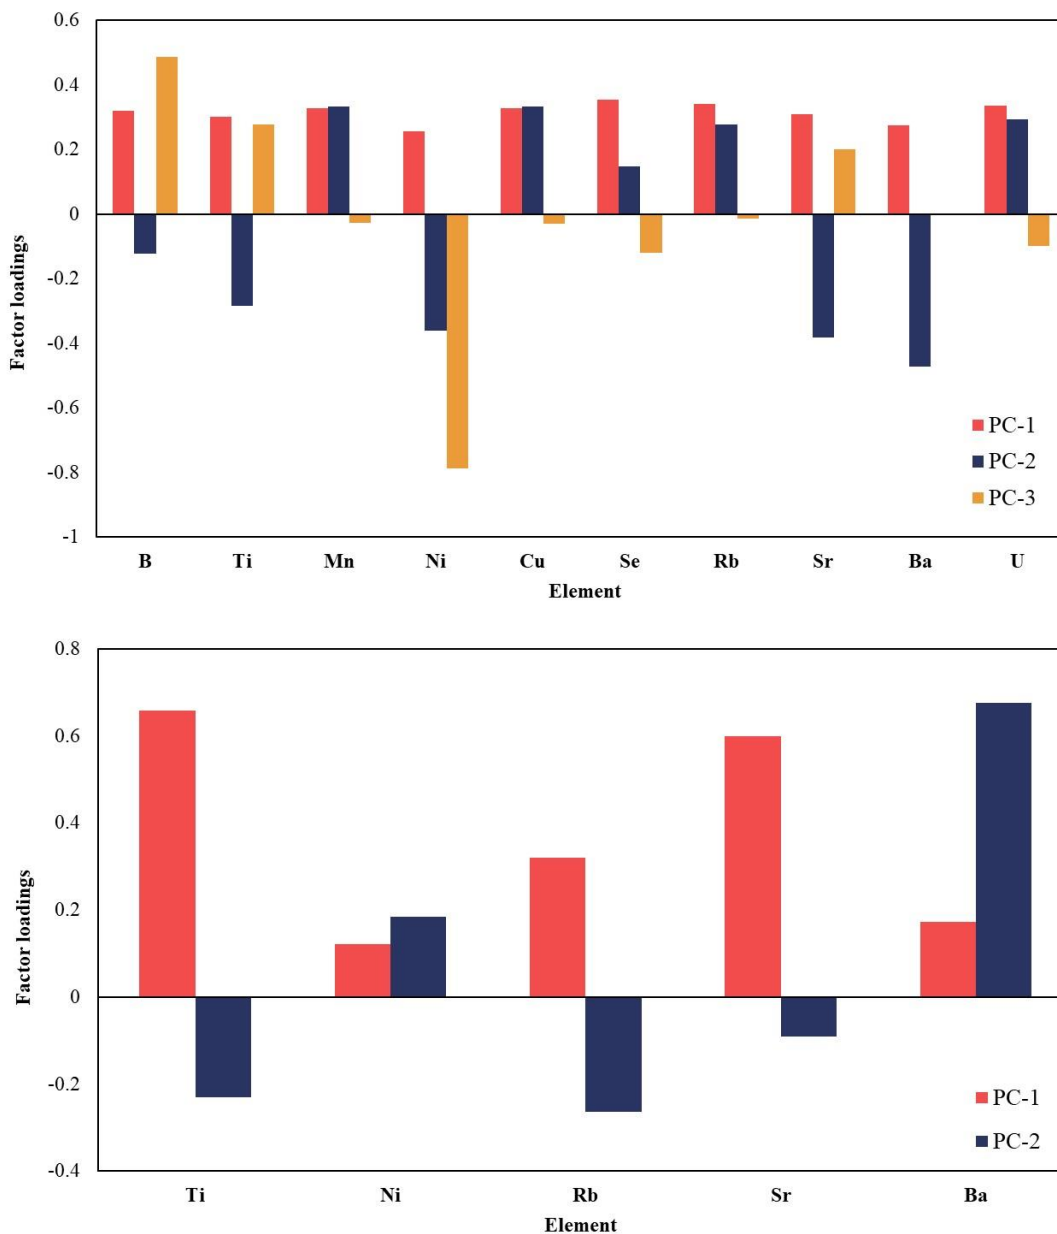 0.6
0.4
0.2
0
-0.2
-0.4
-0.6
-0.8
-1
Factor loadings
PC-1
PC-2
PC-3
B Ti Mn Ni Cu Se Rb Sr Ba U
Element
0.8
0.6
0.4
0.2
0
-0.2
-0.4
Factor loadings
PC-1
PC-2
Ti Ni Rb Sr Ba
Element